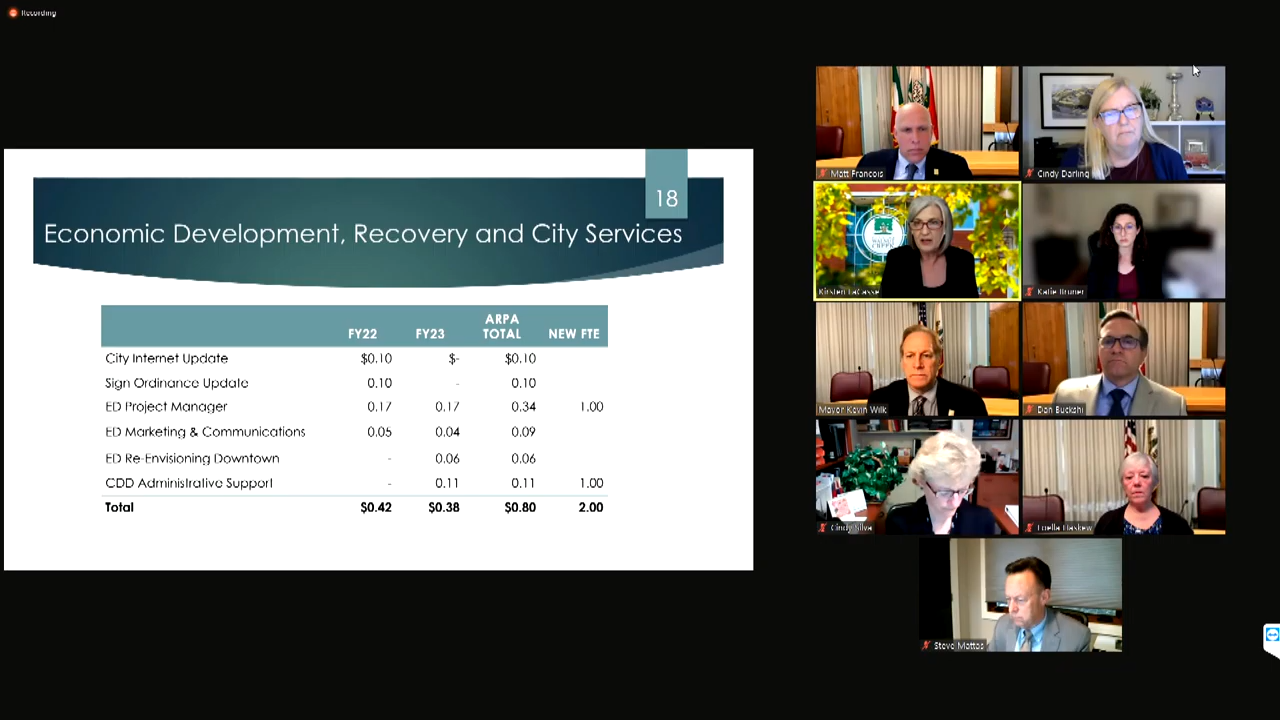 Recording
18
Economic Development, Recovery and City Services
FY22 FY23 ARPA TOTAL NEW FTE
City Internet Update $0.10 $- $0.10
Sign Ordinance Update 0.10 - 0.10
ED Project Manager 0.17 0.17 0.34 1.00
ED Marketing & Communications 0.05 0.04 0.09
ED Re-Envisioning Downtown - 0.06 0.06
CDD Administrative Support - 0.11 0.11 1.00
Total $0.42 $0.38 $0.80 2.00
Matt Francois
Cindy Darling
WALNUT CREEK
Kirsten LaCasse
Katie Bruner
Mayor Kevin Wilk
Dan Buckshi
Cindy Silva
Loella Haskew
Steve Mattas